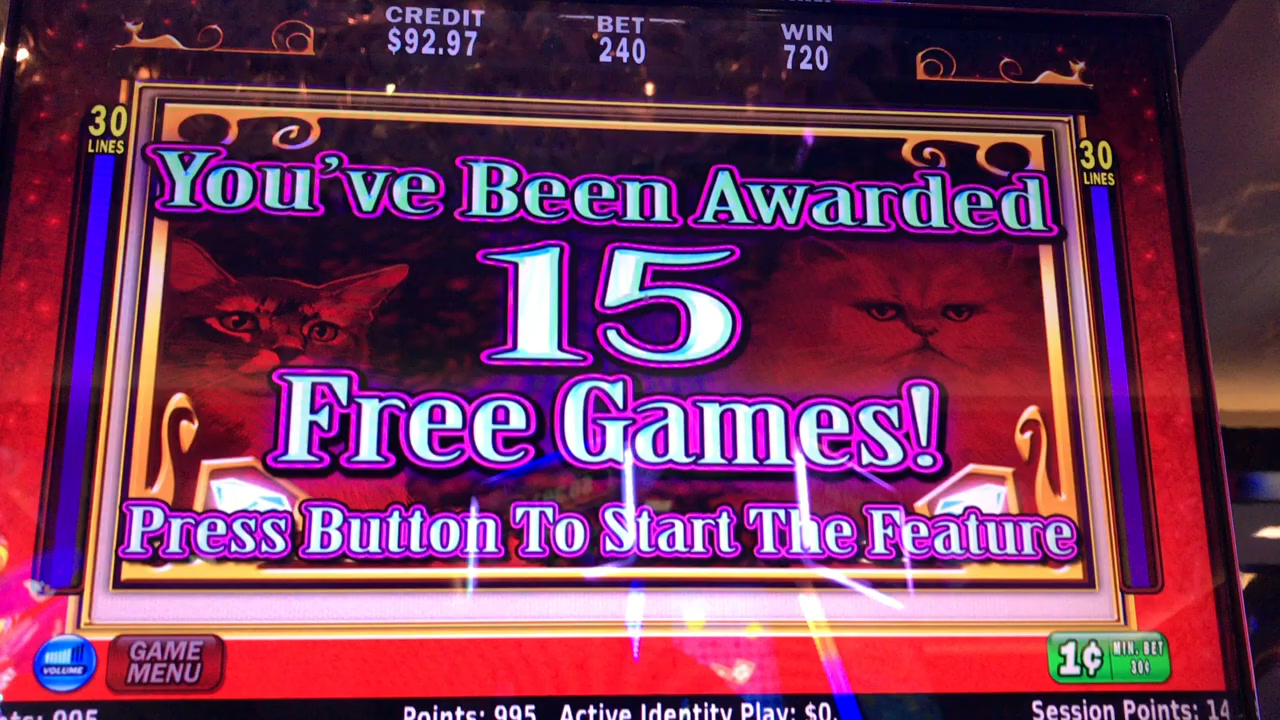 CREDIT
$92.97
BET
240
WIN
720
30
LINES
30
LINES
You've Been Awarded
15
Free Games!
Press Button To Start The Feature
VOLUME
GAME
MENU
1¢
MIN. BET
30¢
Points: 995 Active Identity Play: $0.
Session Points: 14